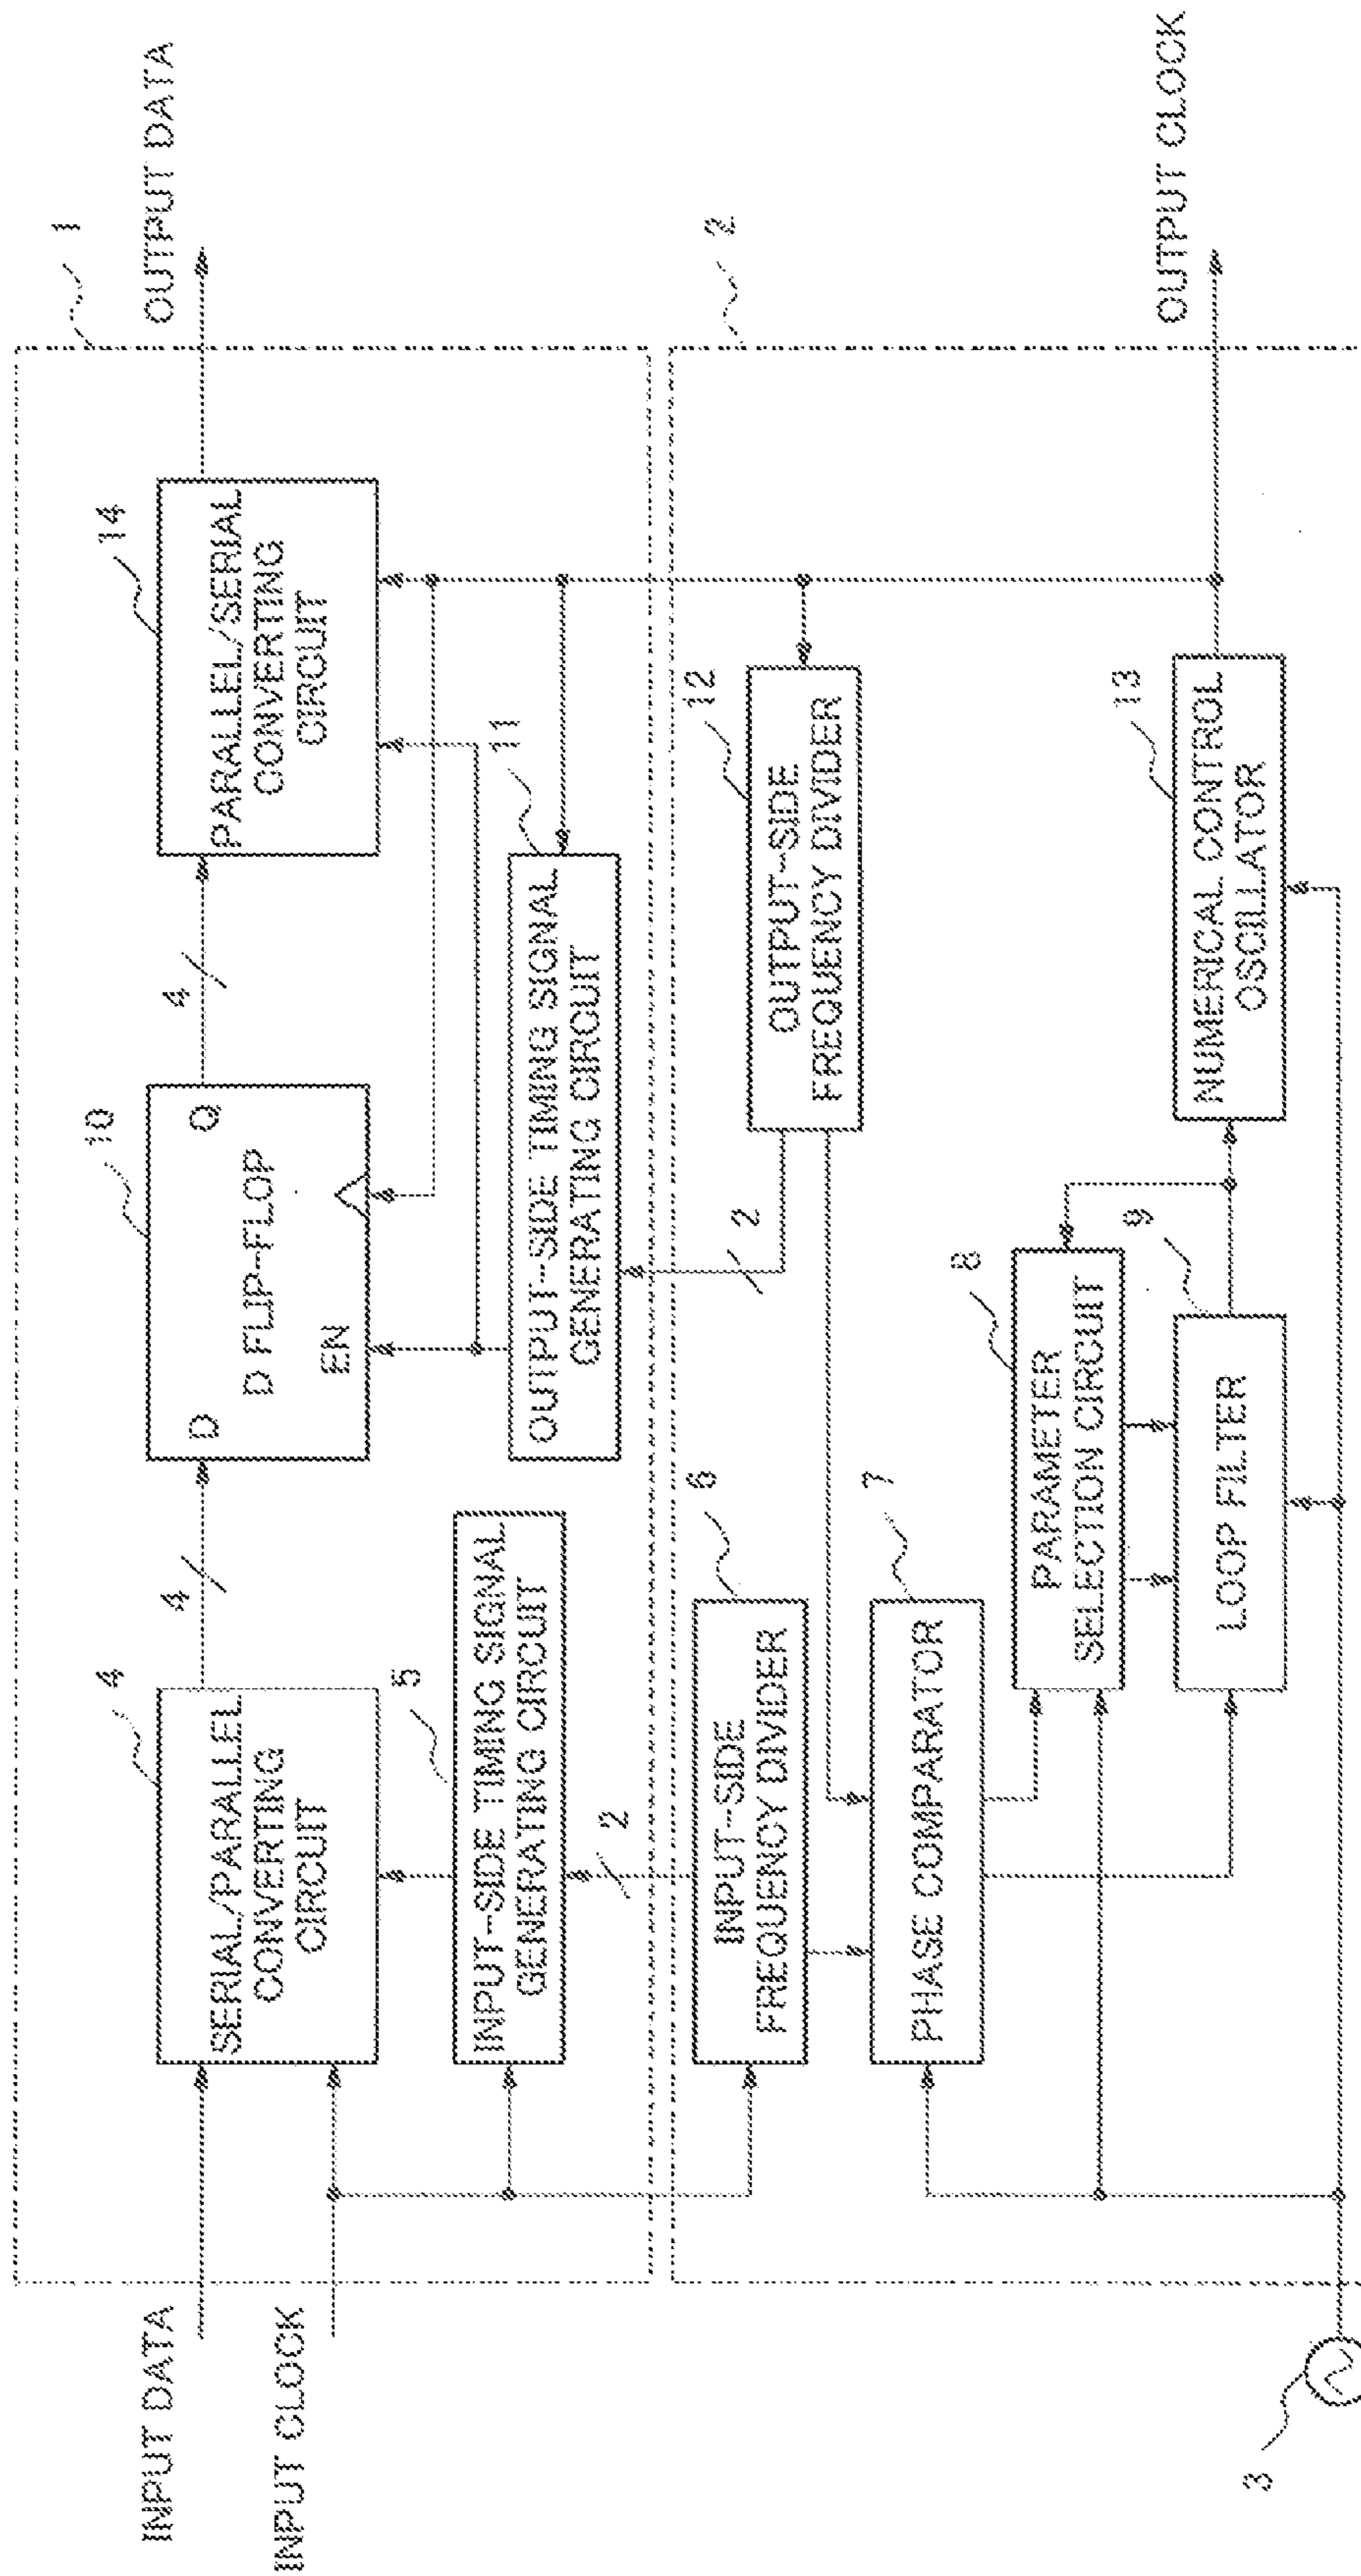 INPUT DATA
INPUT CLOCK
3
1
4
SERIAL/PARALLEL
CONVERTING
CIRCUIT
4
10
D
Q
D FLIP-FLOP
EN
4
14
PARALLEL/SERIAL
CONVERTING
CIRCUIT
OUTPUT DATA
5
INPUT-SIDE TIMING SIGNAL
GENERATING CIRCUIT
2
11
OUTPUT-SIDE TIMING SIGNAL
GENERATING CIRCUIT
2
2
6
INPUT-SIDE
FREQUENCY DIVIDER
12
OUTPUT-SIDE
FREQUENCY DIVIDER
7
PHASE COMPARATOR
8
PARAMETER
SELECTION CIRCUIT
9
LOOP FILTER
13
NUMERICAL CONTROL
OSCILLATOR
OUTPUT CLOCK